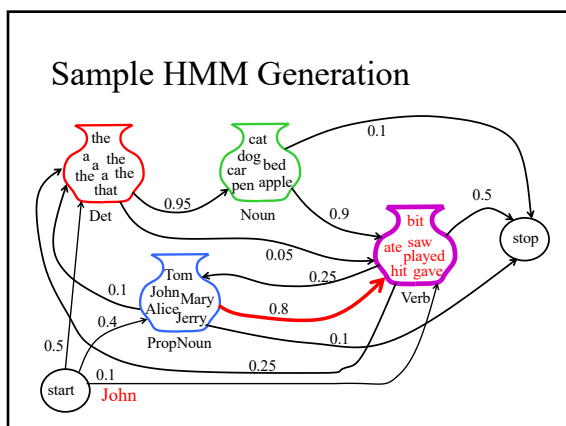 Sample HMM Generation
the
a a the
the a the
that
Det
0.95
cat
dog
car bed
pen apple
Noun
0.1
0.9
0.05
bit
ate saw
played
hit gave
Verb
0.5
stop
0.25
Tom
John
Alice Mary
Jerry
PropNoun
0.8
0.1
0.1
0.4
0.5
0.25
start
0.1
John